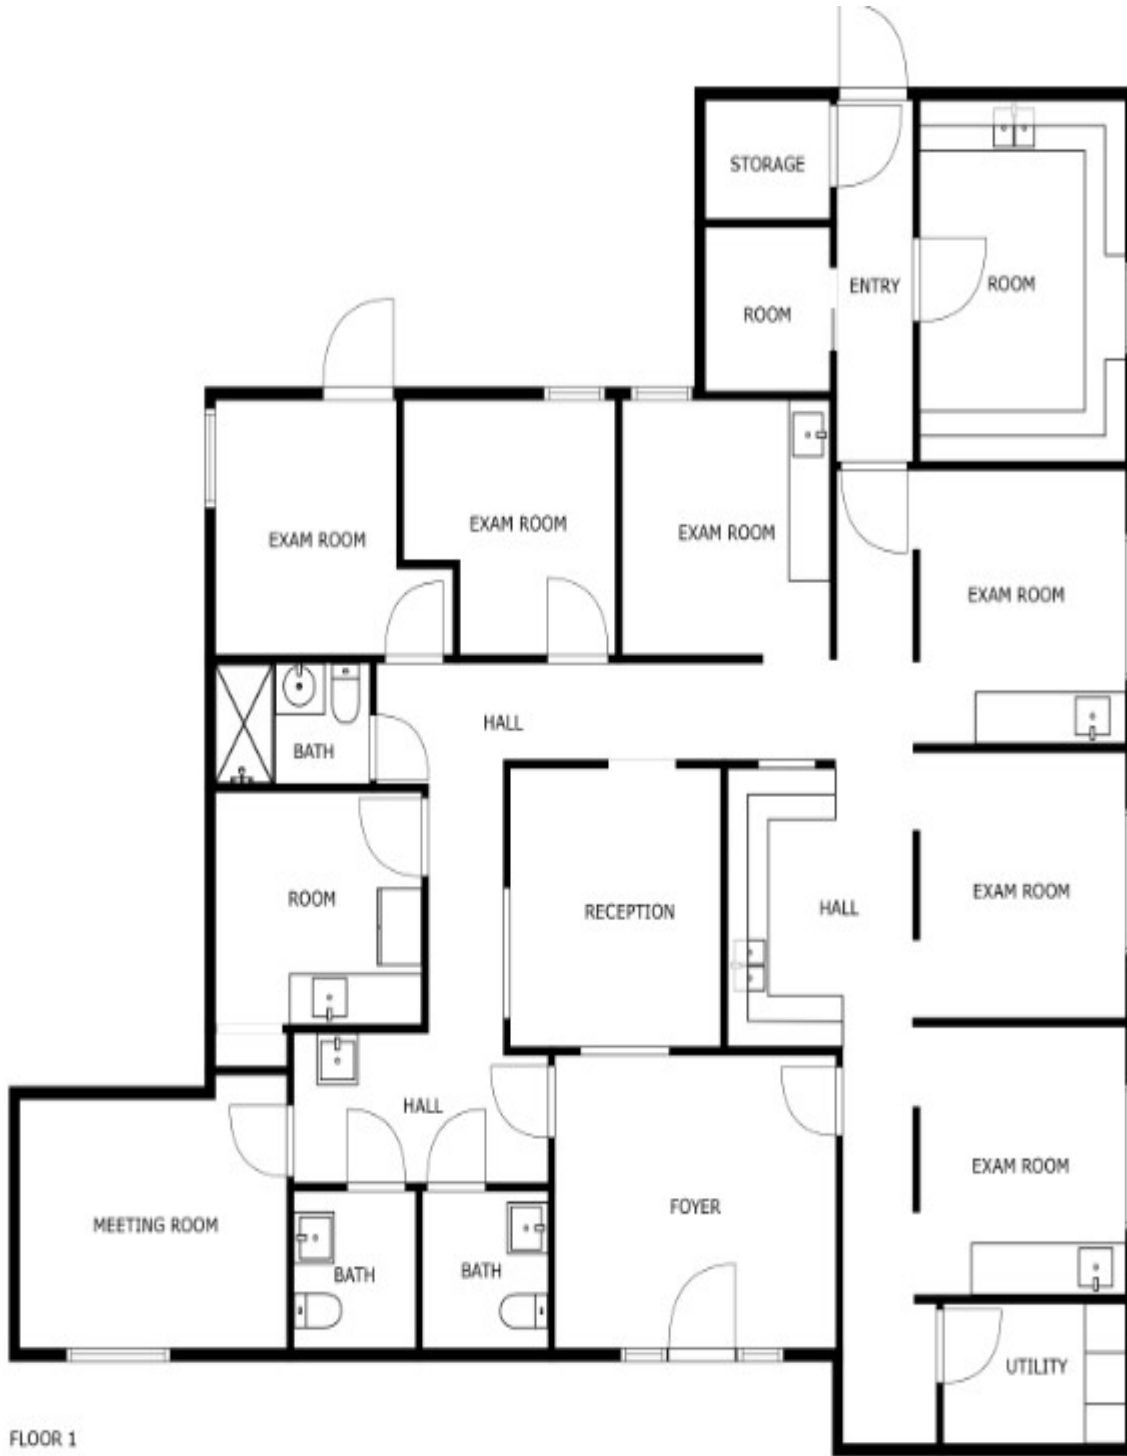 STORAGE
ENTRY
ROOM
ROOM
EXAM ROOM
EXAM ROOM
EXAM ROOM
EXAM ROOM
HALL
BATH
ROOM
RECEPTION
HALL
EXAM ROOM
HALL
EXAM ROOM
FOYER
MEETING ROOM
BATH
BATH
UTILITY
FLOOR 1